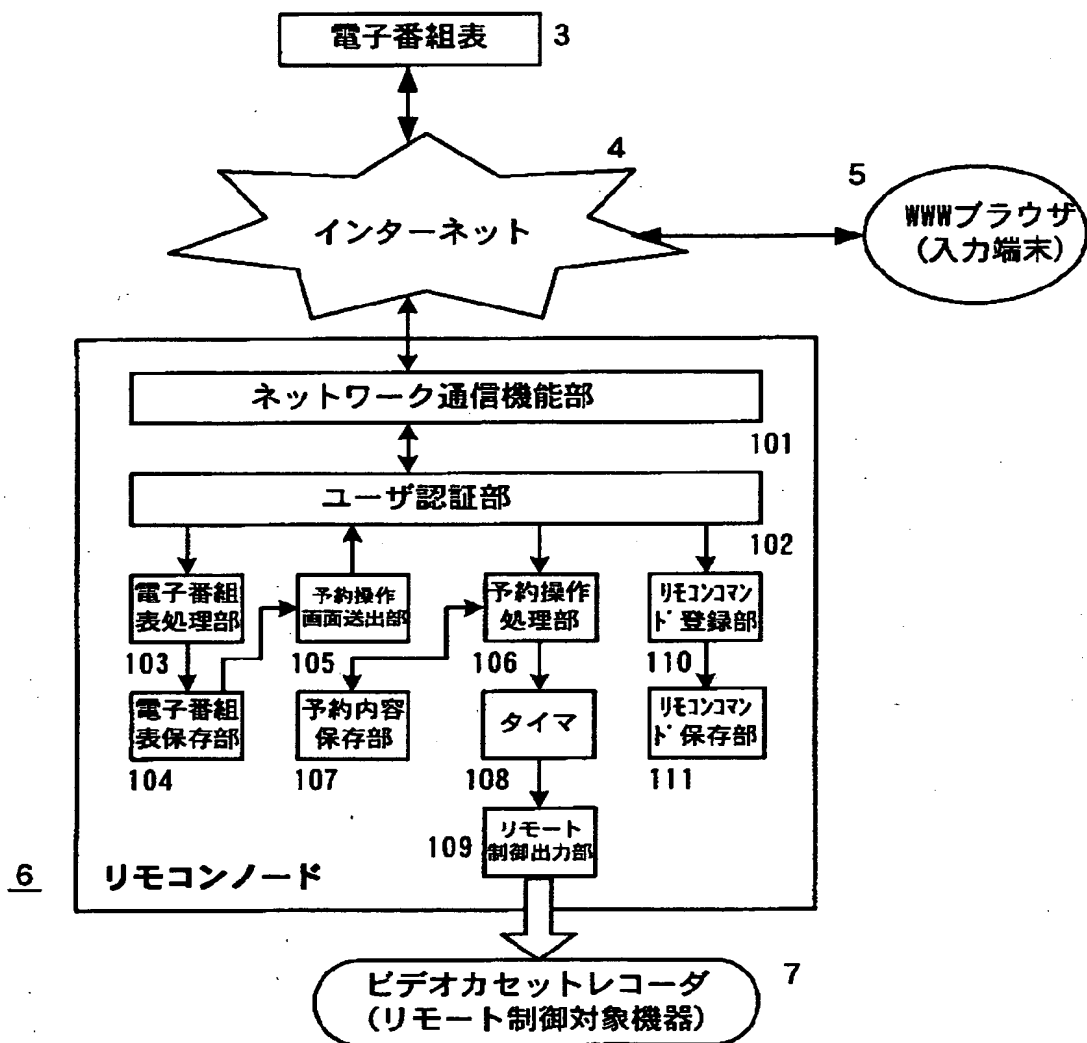 電子番組表
3
4
インターネット
5
WWWブラウザ
(入力端末)
ネットワーク通信機能部
101
ユーザ認証部
102
電子番組
表処理部
103
予約操作
画面送出部
105
予約操作
処理部
106
リモコンコマン
ド登録部
110
電子番組
表保存部
104
予約内容
保存部
107
タイマ
108
リモコンコマン
ド保存部
111
リモート
制御出力部
109
6
リモコンノード
ビデオカセットレコーダ
(リモート制御対象機器)
7